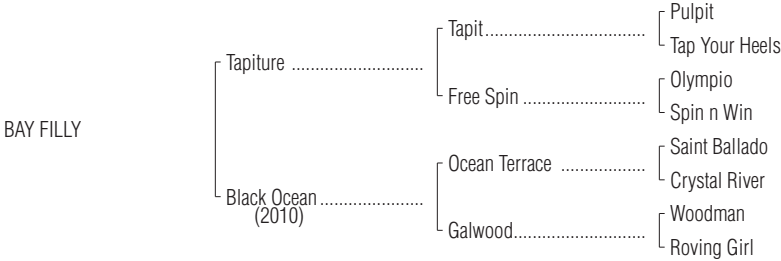 Pulpit
Tapit
Tap Your Heels
Tapiture
Olympio
Free Spin
Spin n Win
BAY FILLY
Saint Ballado
Ocean Terrace
Crystal River
Black Ocean
(2010)
Woodman
Galwood
Roving Girl